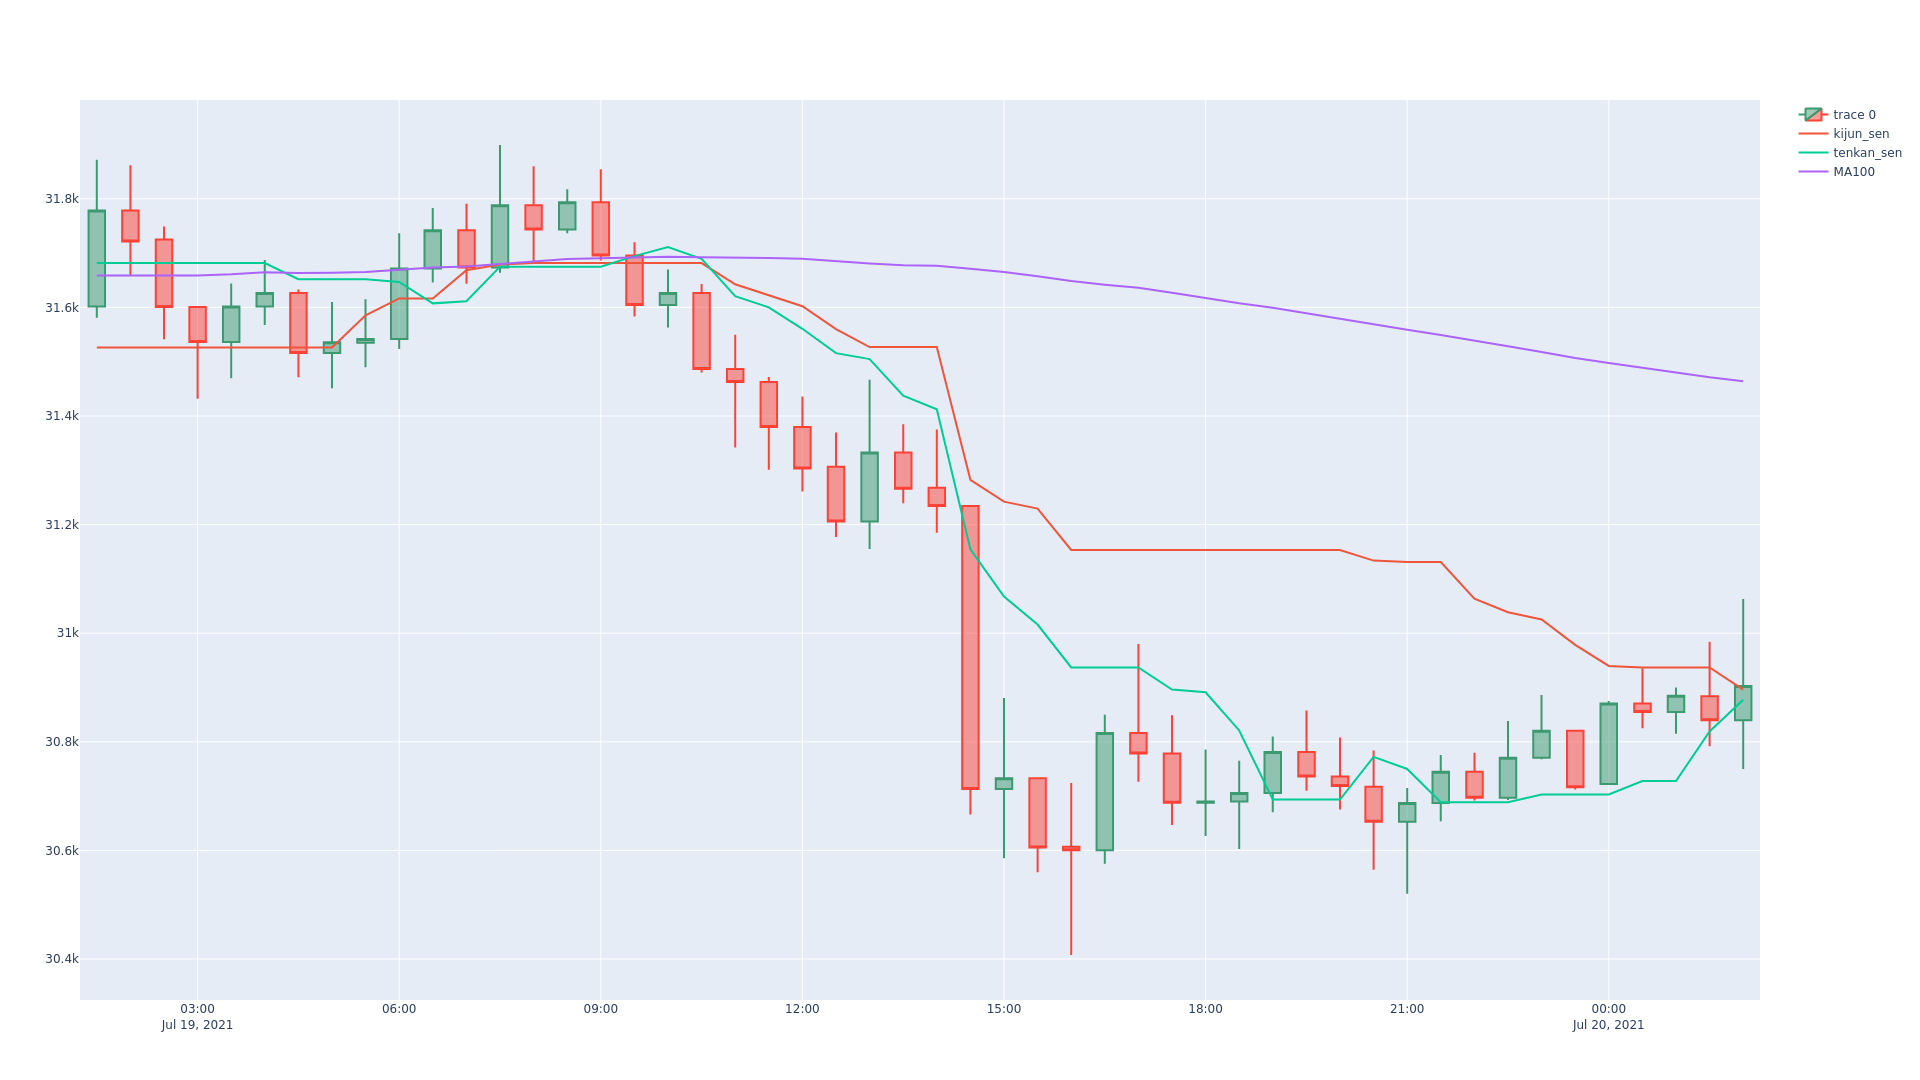 trace 0
kijun_sen
tenkan_sen
MA100
31.8k
31.6k
31.4k
31.2k
31k
30.8k
30.6k
30.4k
03:00 06:00 09:00 12:00 15:00 18:00 21:00 00:00
Jul 19, 2021 Jul 20, 2021